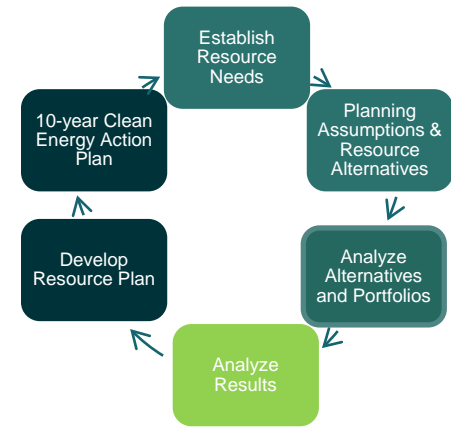 Establish
Resource
Needs
Planning
Assumptions &
Resource
Alternatives
Analyze
Alternatives
and Portfolios
Analyze
Results
Develop
Resource Plan
10-year Clean
Energy Action
Plan